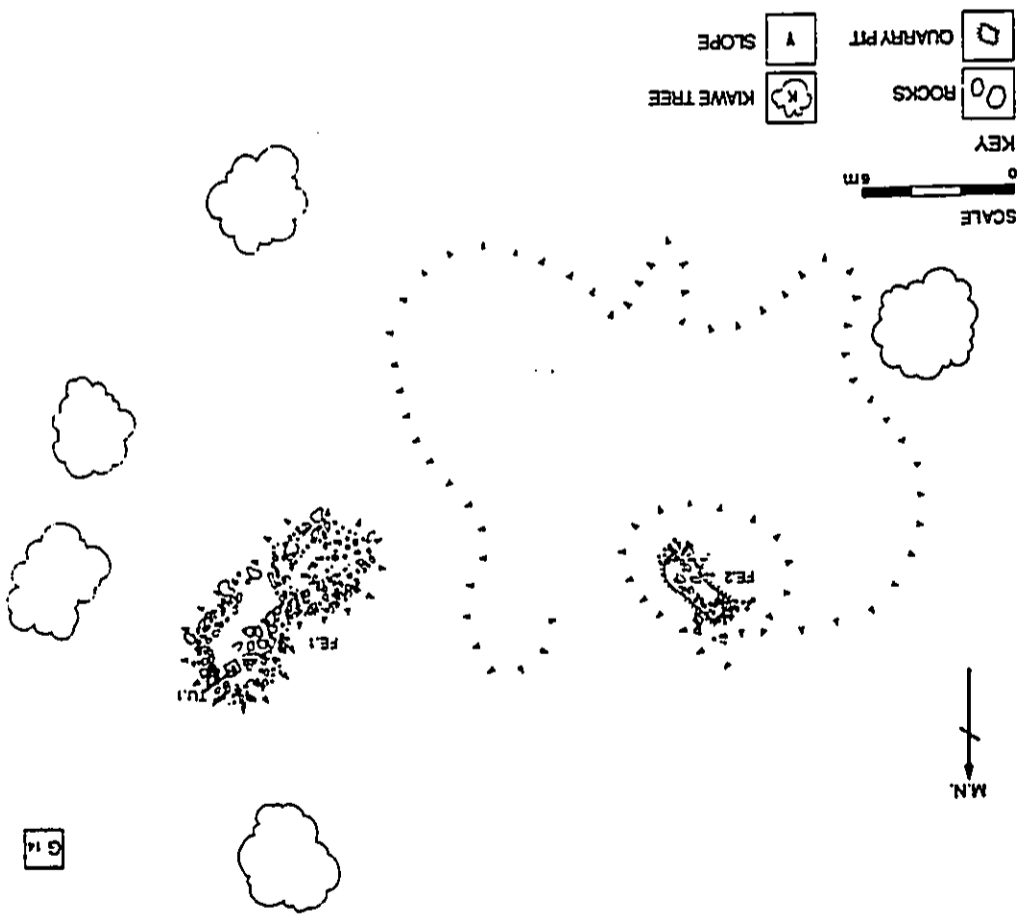 G 14
M.N.
TU.1
FE.1
FE.2
SCALE
0 6m
KEY
ROCKS
KIAWE TREE
K
QUARRY PIT
SLOPE